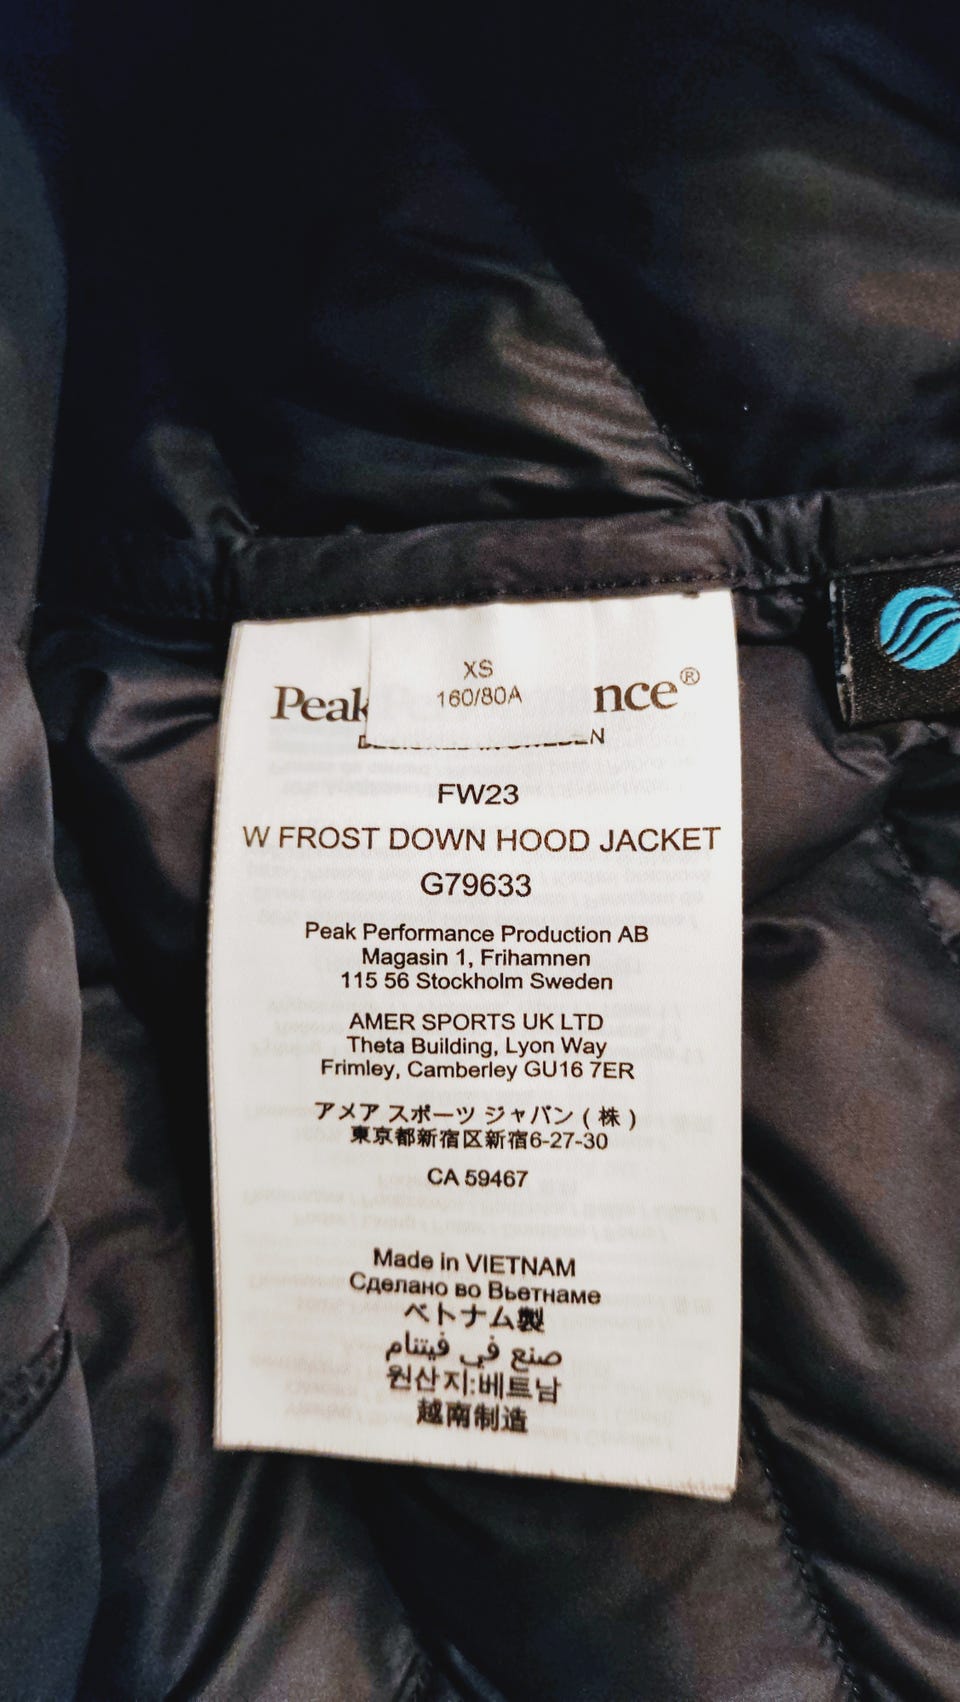 XS
160/80A
Peak nce®
FW23
W FROST DOWN HOOD JACKET
G79633
Peak Performance Production AB
Magasin 1, Frihamnen
115 56 Stockholm Sweden
AMER SPORTS UK LTD
Theta Building, Lyon Way
Frimley, Camberley GU16 7ER
アメア スポーツ ジャパン ( 株 )
東京都新宿区新宿6-27-30
CA 59467
Made in VIETNAM
Сделано во Вьетнаме
ベトナム製
صنع في فيتنام
원산지:베트남
越南制造